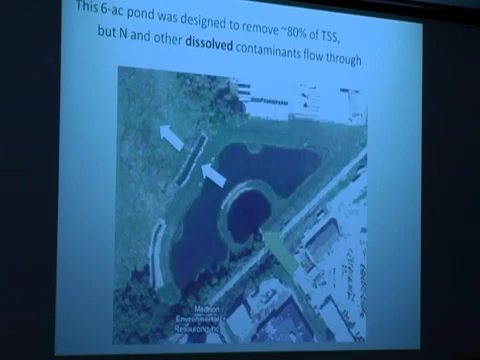 This 6-ac pond was designed to remove ~80% of TSS,
but N and other dissolved contaminants flow through
Madison
Environmental
Resourcing Inc